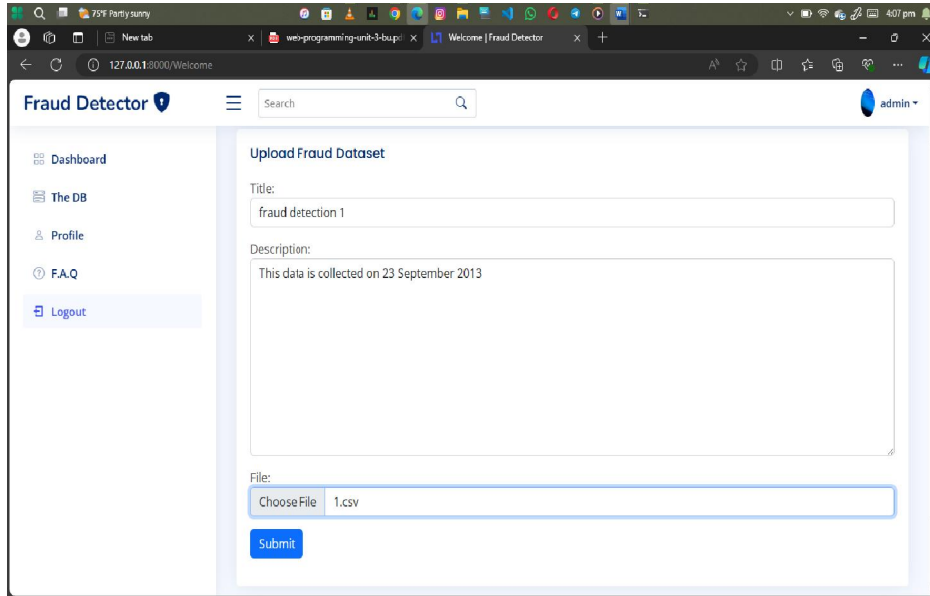 75°F Partly sunny
4:07 pm
New tab
web-programming-unit-3-bu.pd
Welcome | Fraud Detector
127.0.0.1:8000/Welcome
Fraud Detector
Search
admin
Dashboard
The DB
Profile
F.A.Q
Logout
Upload Fraud Dataset
Title:
fraud detection 1
Description:
This data is collected on 23 September 2013
File:
Choose File 1.csv
Submit